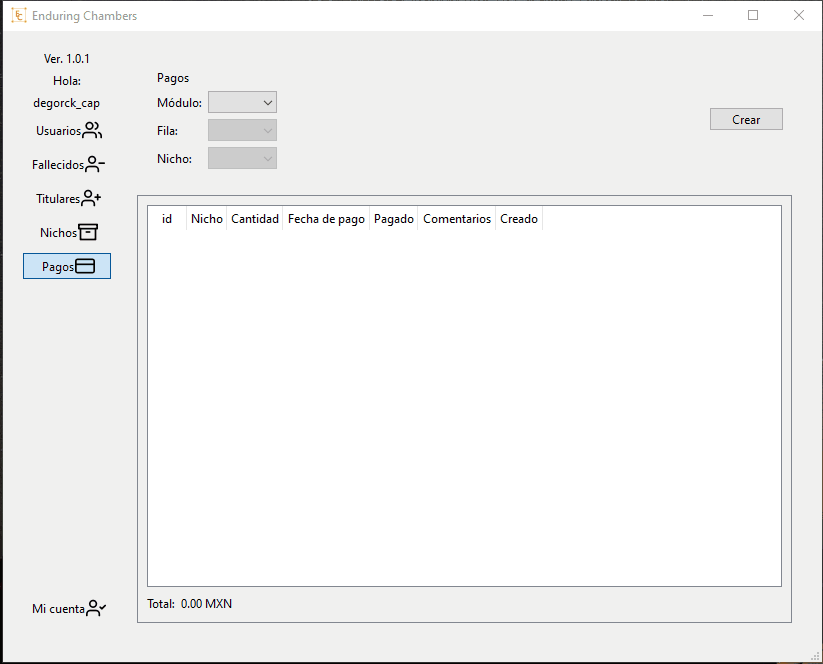 Enduring Chambers
Ver. 1.0.1
Hola:
degorck_cap
Usuarios
Fallecidos
Titulares
Nichos
Pagos
Mi cuenta
Pagos
Módulo:
Fila:
Nicho:
Crear
id Nicho Cantidad Fecha de pago Pagado Comentarios Creado
Total: 0.00 MXN